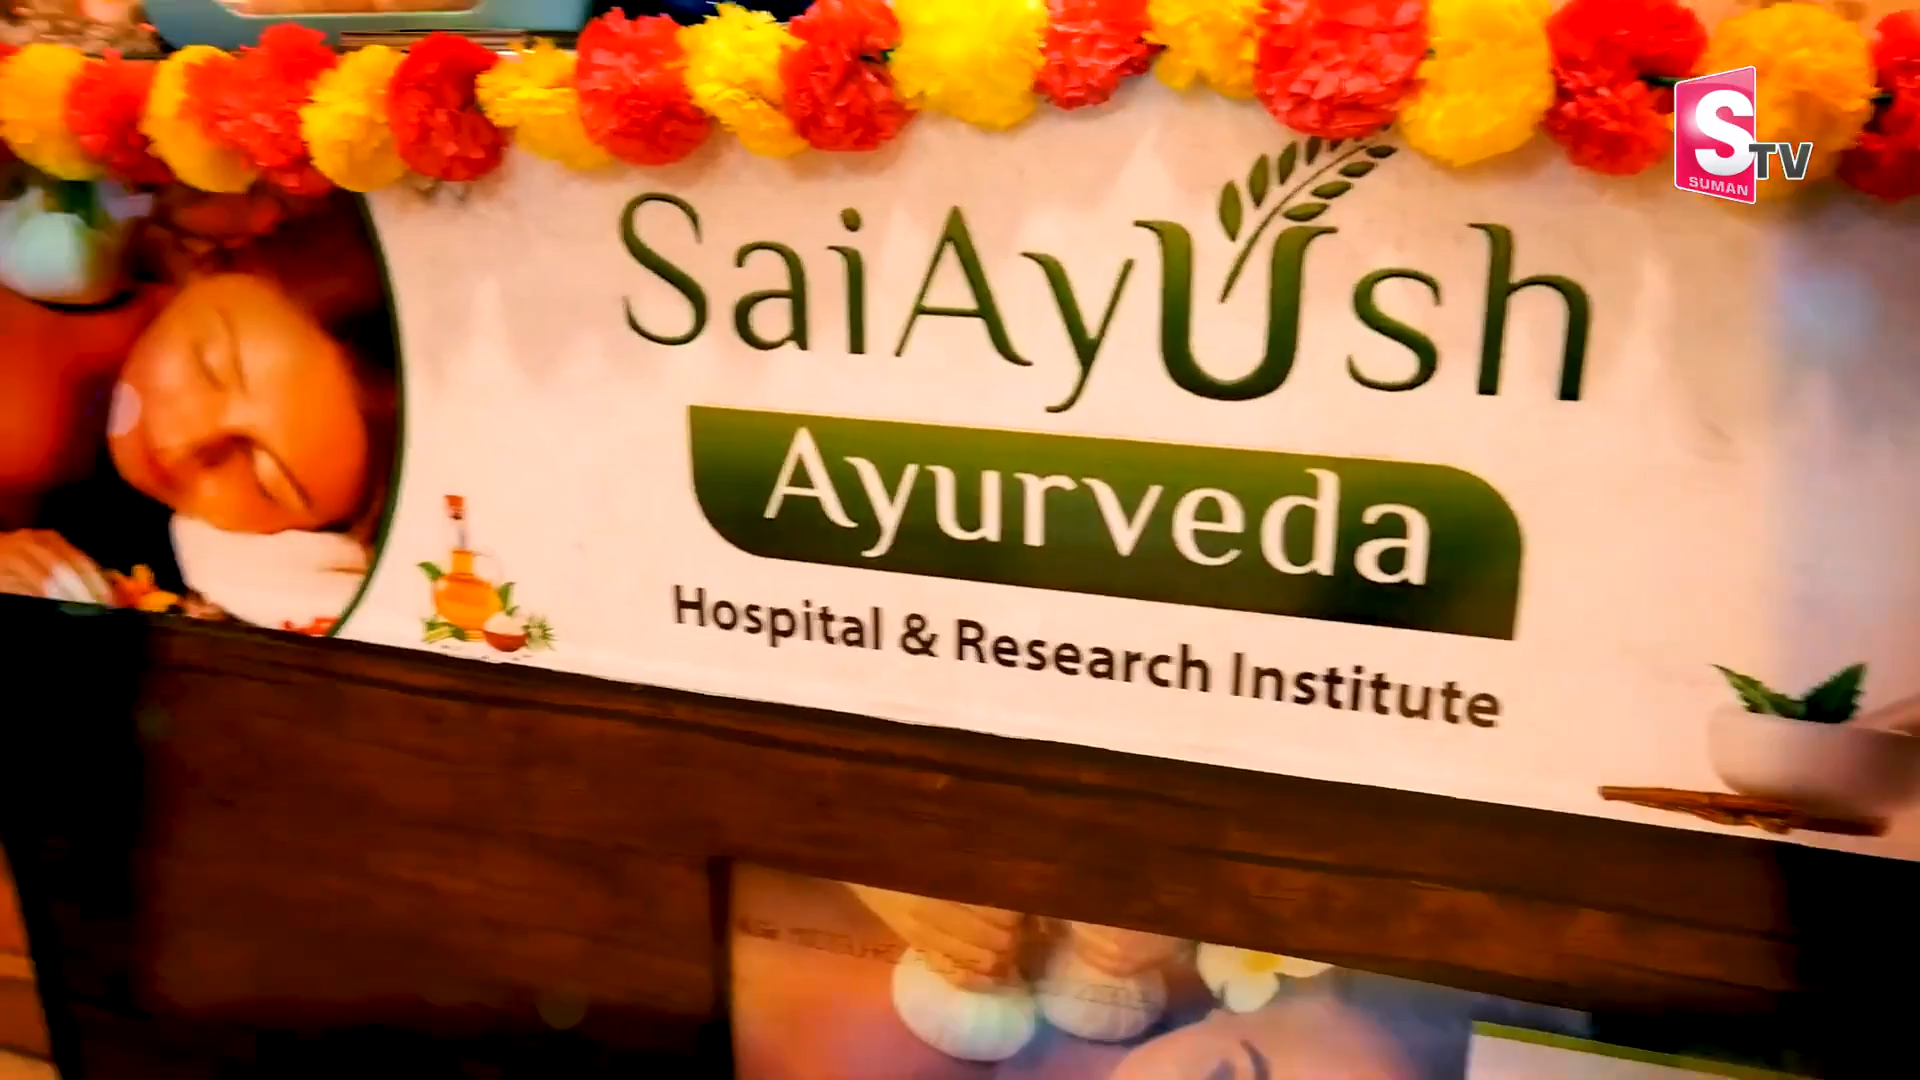 S
TV
SUMAN
SaiAyush
Ayurveda
Hospital & Research Institute